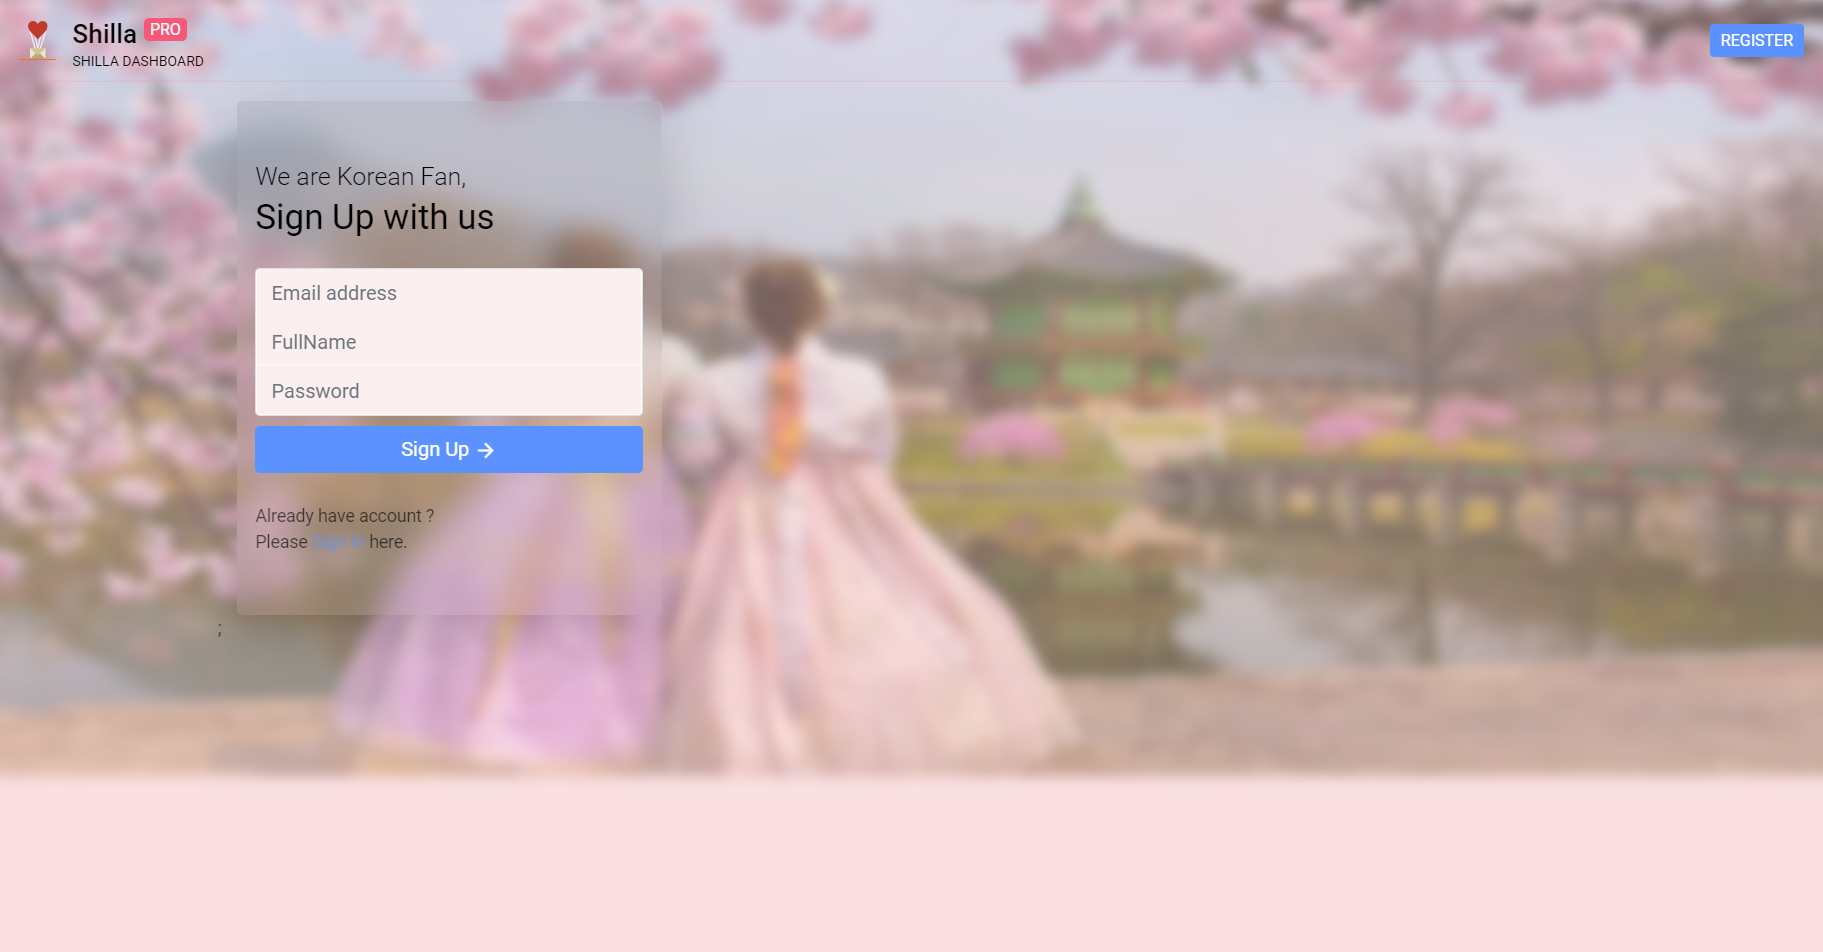 Shilla PRO
SHILLA DASHBOARD
REGISTER
We are Korean Fan,
Sign Up with us
Email address
FullName
Password
Sign Up →
Already have account ?
Please Sign in here.
;